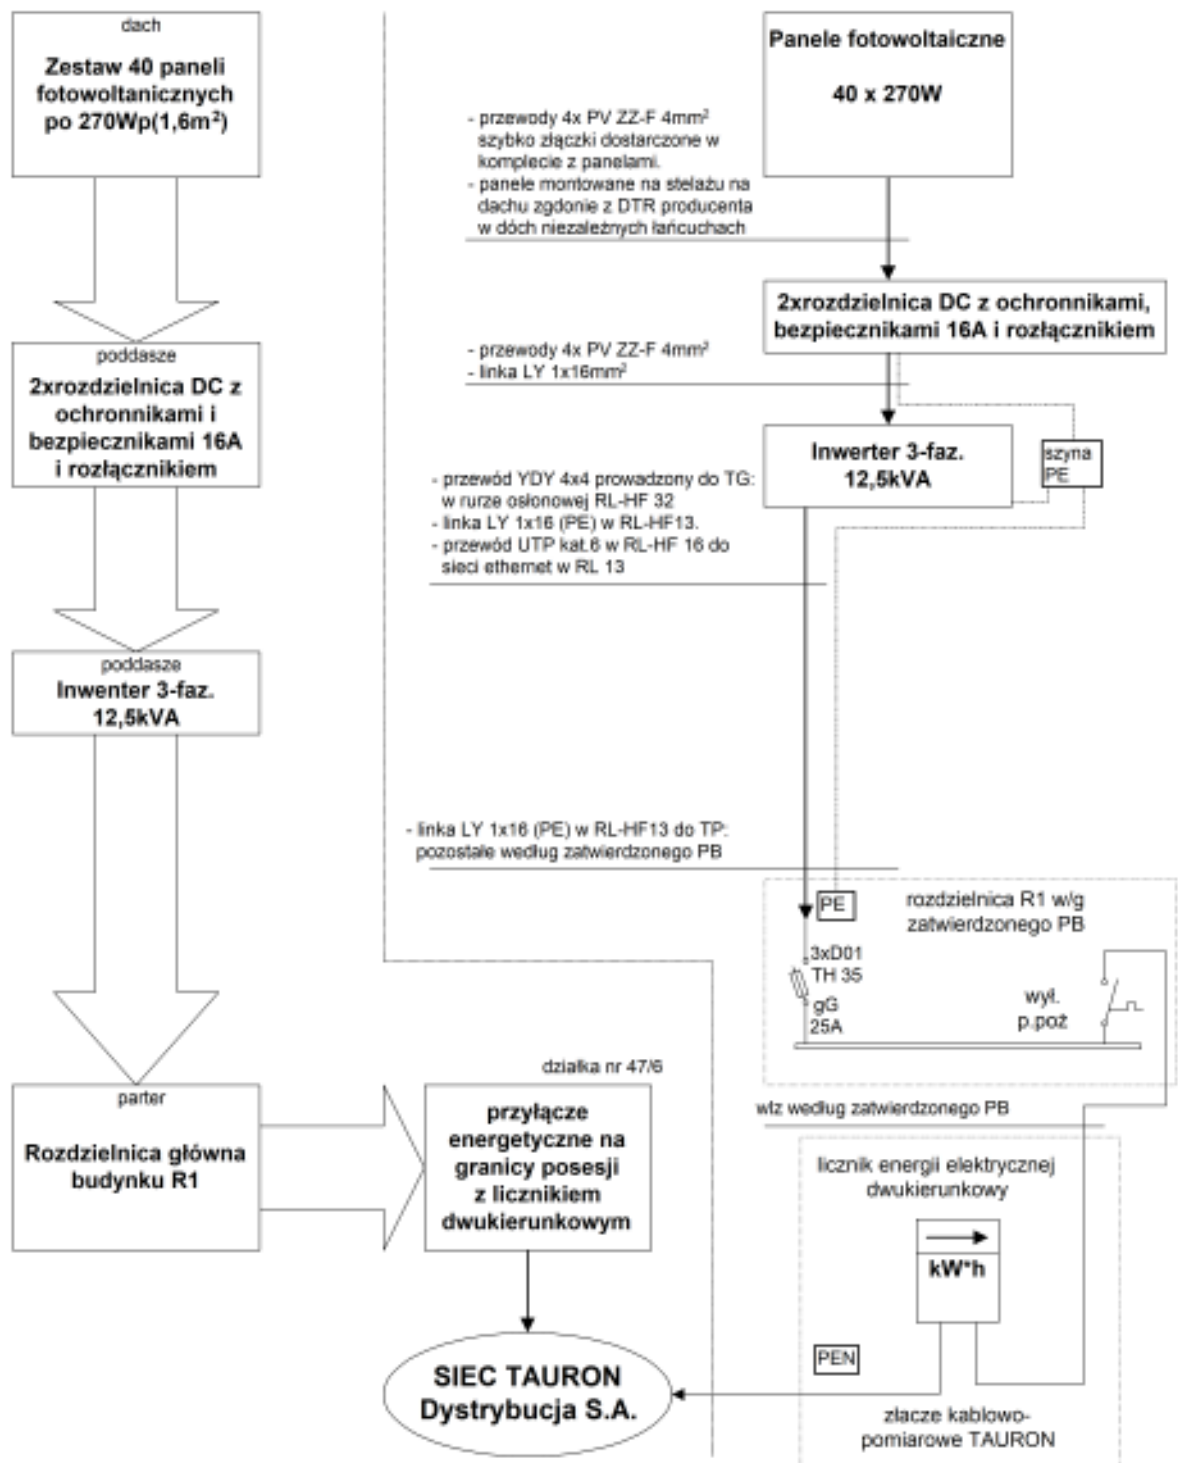 dach
Zestaw 40 paneli
fotowoltanicznych
po 270Wp(1,6m²)
poddasze
2xrozdzielnica DC z
ochronnikami i
bezpiecznikami 16A
i rozłącznikiem
poddasze
Inwenter 3-faz.
12,5kVA
parter
Rozdzielnica główna
budynku R1
działka nr 47/6
przyłącze
energetyczne na
granicy posesji
z licznikiem
dwukierunkowym
SIEC TAURON
Dystrybucja S.A.
Panele fotowoltaiczne
40 x 270W
- przewody 4x PV ZZ-F 4mm²
szybko złączki dostarczone w
komplecie z panelami.
- panele montowane na stelażu na
dachu zgdonie z DTR producenta
w dóch niezależnych łańcuchach
2xrozdzielnica DC z ochronnikami,
bezpiecznikami 16A i rozłącznikiem
- przewody 4x PV ZZ-F 4mm²
- linka LY 1x16mm²
Inwerter 3-faz.
12,5kVA
szyna
PE
- przewód YDY 4x4 prowadzony do TG:
w rurze osłonowej RL-HF 32
- linka LY 1x16 (PE) w RL-HF13.
- przewód UTP kat.6 w RL-HF 16 do
sieci ethernet w RL 13
- linka LY 1x16 (PE) w RL-HF13 do TP:
pozostałe według zatwierdzonego PB
PE
rozdzielnica R1 w/g
zatwierdzonego PB
3xD01
TH 35
gG
25A
wył.
p.poż
wlz według zatwierdzonego PB
licznik energii elektrycznej
dwukierunkowy
kW*h
PEN
złacze kablowo-
pomiarowe TAURON